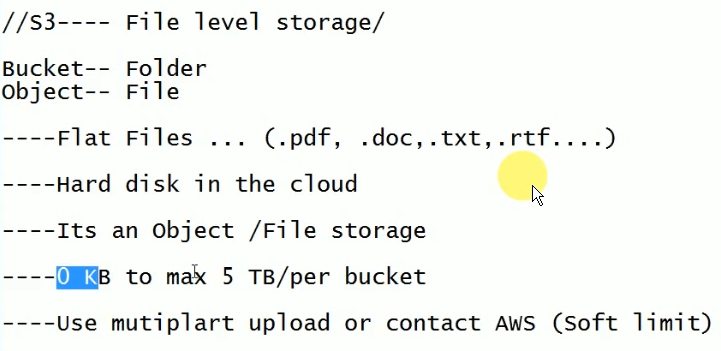 //S3---- File level storage/
Bucket-- Folder
Object-- File
----Flat Files ... (.pdf, .doc,.txt,.rtf....)
----Hard disk in the cloud
----Its an Object /File storage
----0 KB to max 5 TB/per bucket
----Use mutiplart upload or contact AWS (Soft limit)